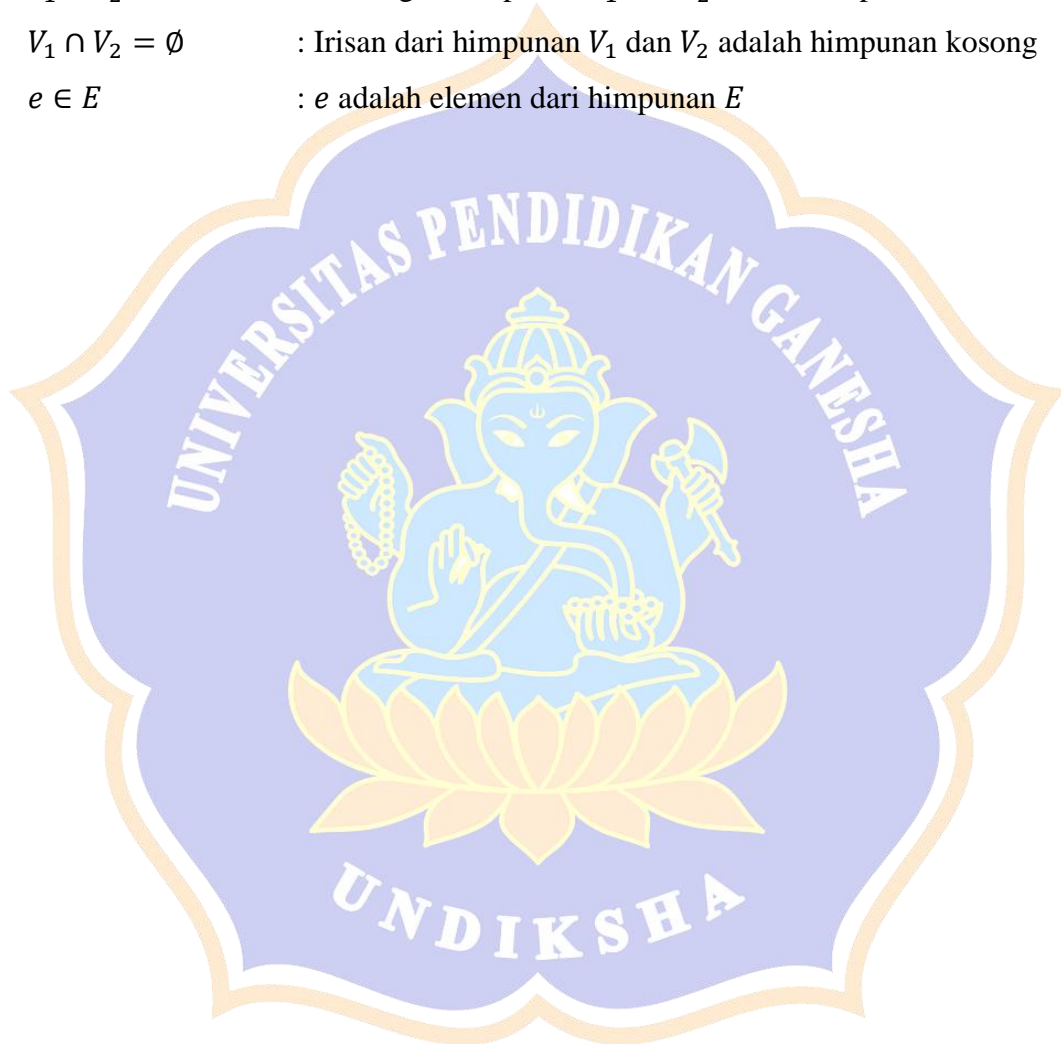 V₁ ∩ V₂ = ∅ : Irisan dari himpunan V₁ dan V₂ adalah himpunan kosong
e ∈ E : e adalah elemen dari himpunan E
UNIVERSITAS PENDIDIKAN GANESHA
UNDIKSHA